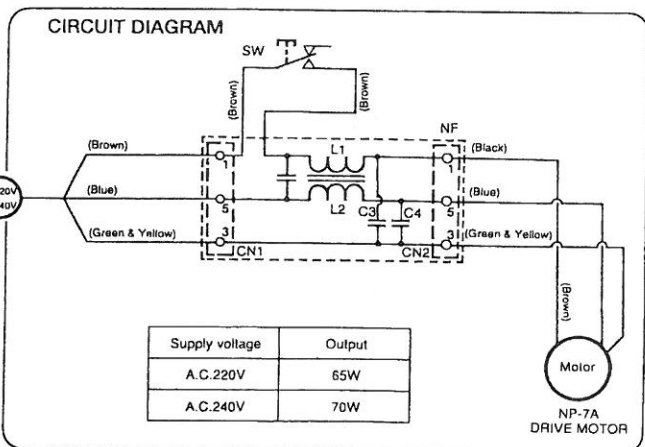 CIRCUIT DIAGRAM
SW
(Brown)
(Brown)
NF
(Brown)
1
L1
1
(Black)
(Blue)
5
L2
C3
C4
5
(Blue)
(Green & Yellow)
3
CN1
CN2
3
(Green & Yellow)
20V
40V
(Brown)
Supply voltage Output
A.C.220V 65W
A.C.240V 70W
Motor
NP-7A
DRIVE MOTOR